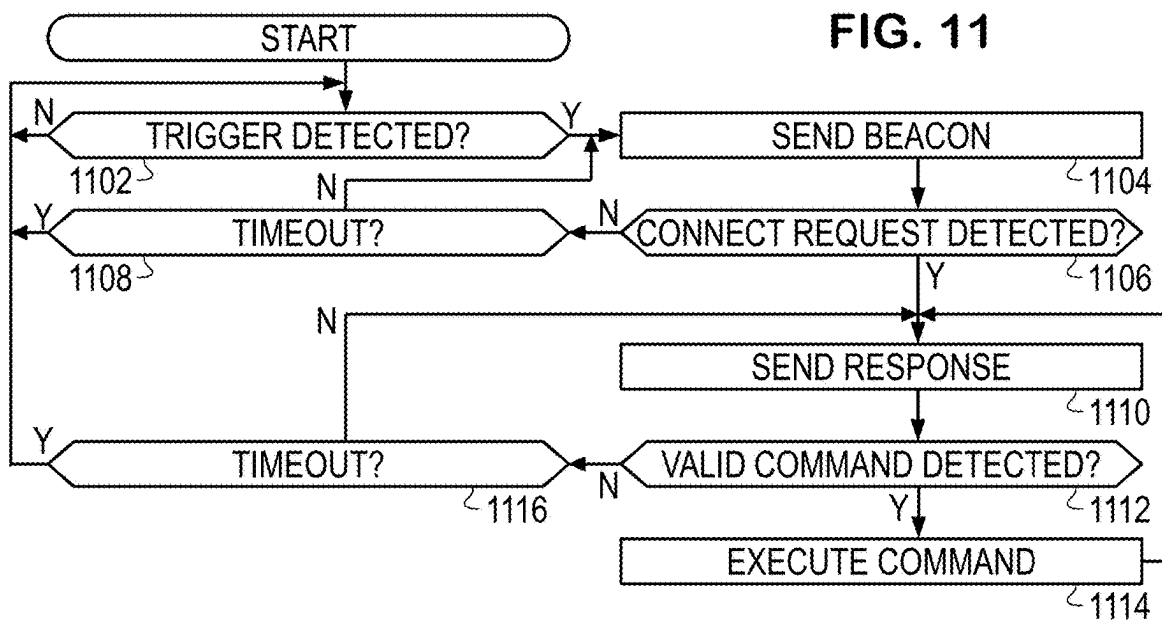 FIG. 11
START
N TRIGGER DETECTED? Y SEND BEACON
1102 N 1104
Y TIMEOUT? N CONNECT REQUEST DETECTED?
1108 Y 1106
N
SEND RESPONSE
1110
Y TIMEOUT? N VALID COMMAND DETECTED?
1116 Y 1112
EXECUTE COMMAND
1114